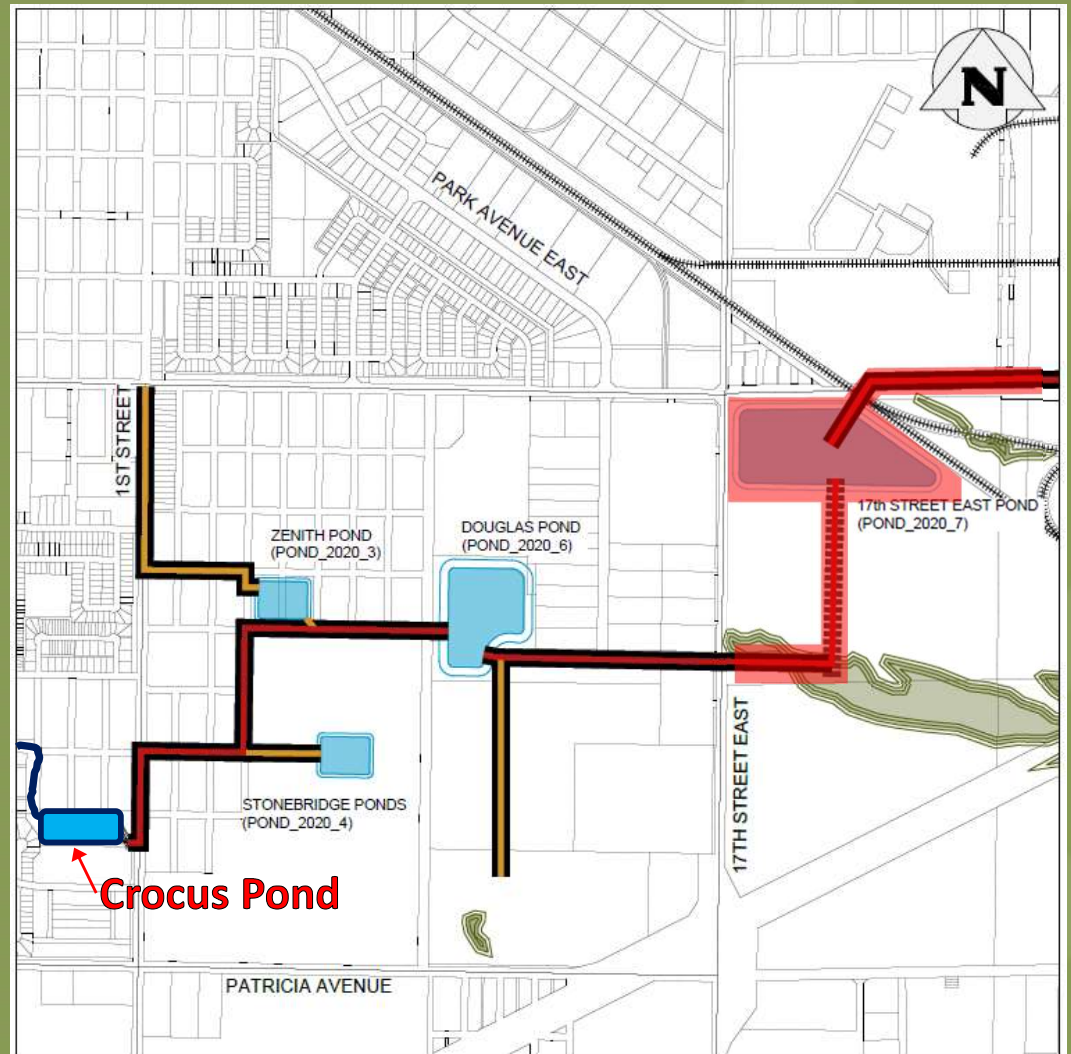 N
PARK AVENUE EAST
1ST STREET
17th STREET EAST POND
(POND_2020_7)
ZENITH POND
(POND_2020_3)
DOUGLAS POND
(POND_2020_6)
17TH STREET EAST
STONEBRIDGE PONDS
(POND_2020_4)
Crocus Pond
PATRICIA AVENUE